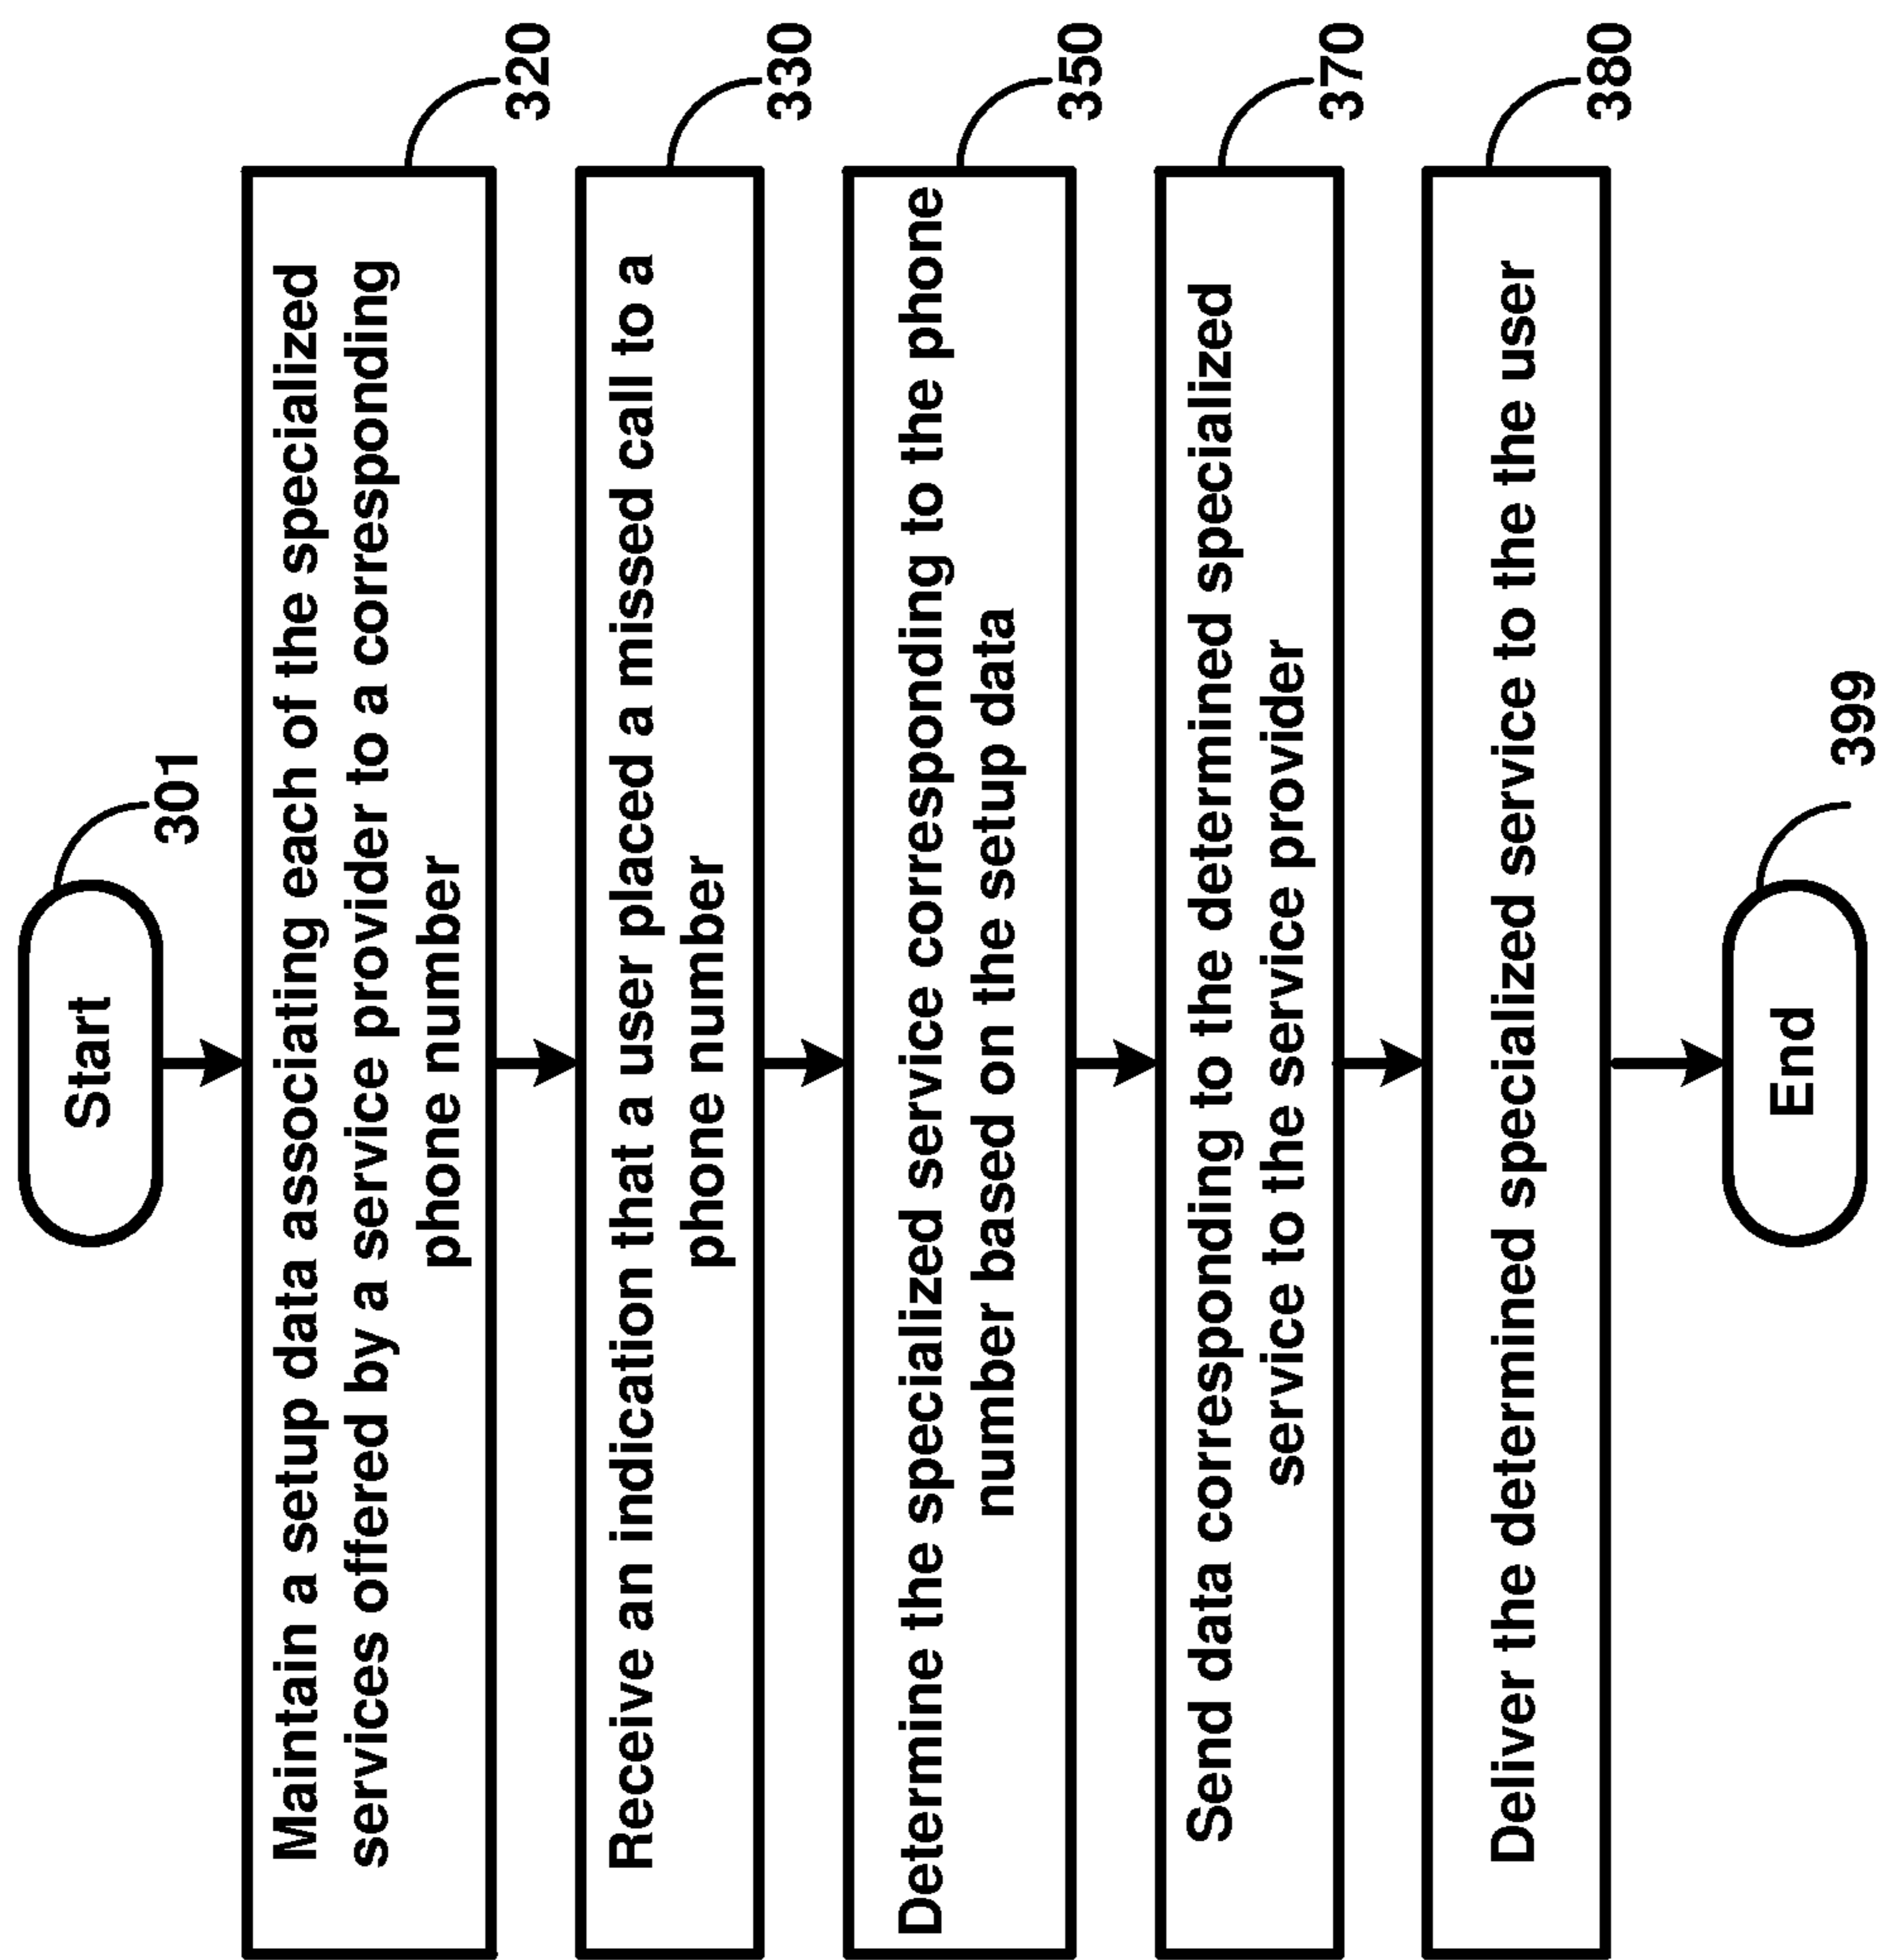 Start
301
Maintain a setup data associating each of the specialized
services offered by a service provider to a corresponding
phone number
320
Receive an indication that a user placed a missed call to a
phone number
330
Determine the specialized service corresponding to the phone
number based on the setup data
350
Send data corresponding to the determined specialized
service to the service provider
370
Deliver the determined specialized service to the user
380
End
399